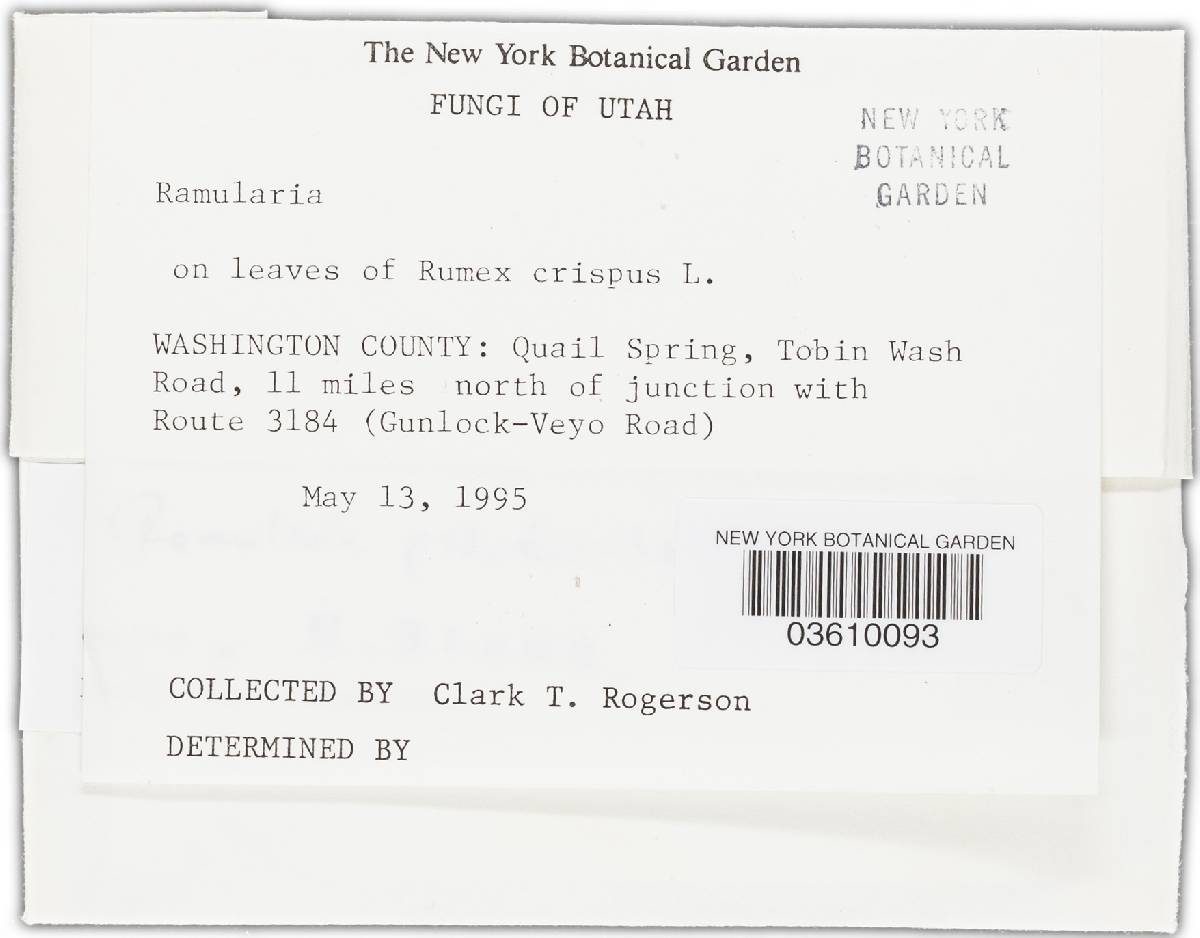 The New York Botanical Garden
FUNGI OF UTAH
NEW YORK
BOTANICAL
GARDEN
Ramularia
on leaves of Rumex crispus L.
WASHINGTON COUNTY: Quail Spring, Tobin Wash
Road, 11 miles north of junction with
Route 3184 (Gunlock-Veyo Road)
May 13, 1995
NEW YORK BOTANICAL GARDEN
03610093
COLLECTED BY Clark T. Rogerson
DETERMINED BY